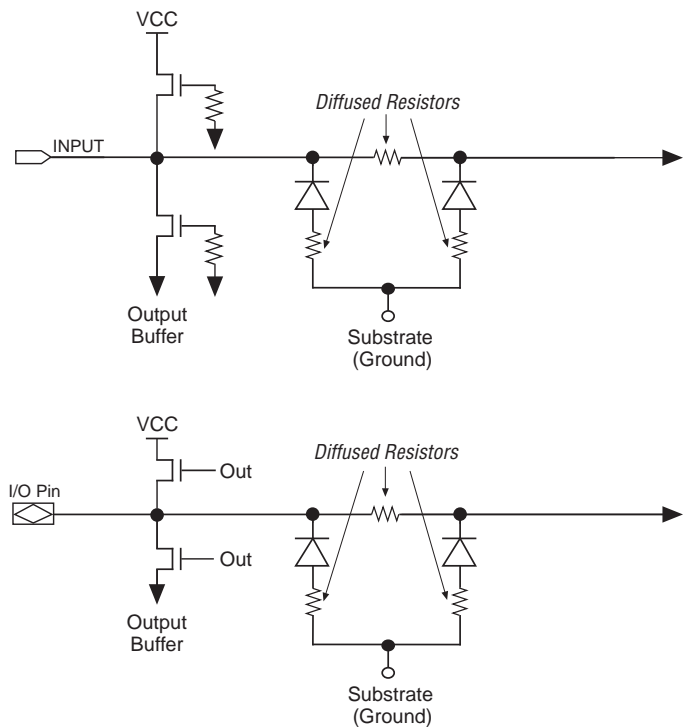 VCC
Diffused Resistors
INPUT
Output
Buffer
Substrate
(Ground)
VCC
Diffused Resistors
Out
I/O Pin
Out
Output
Buffer
Substrate
(Ground)